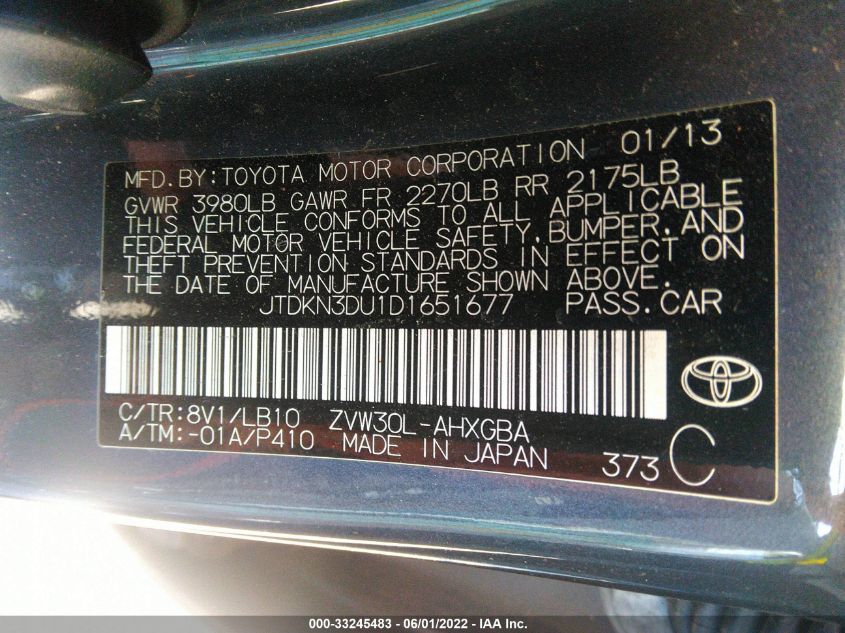 MFD. BY: TOYOTA MOTOR CORPORATION 01/13
GVWR 3980LB GAWR FR 2270LB RR 2175LB
THIS VEHICLE CONFORMS TO ALL APPLICABLE
FEDERAL MOTOR VEHICLE SAFETY, BUMPER, AND
THEFT PREVENTION STANDARDS IN EFFECT ON
THE DATE OF MANUFACTURE SHOWN ABOVE.
JTDKN3DU1D1651677 PASS. CAR
C/TR: 8V1/LB10 ZVW30L-AHXGBA
A/TM: -01A/P410 MADE IN JAPAN 373 C
000-33245483 - 06/01/2022 - IAA Inc.